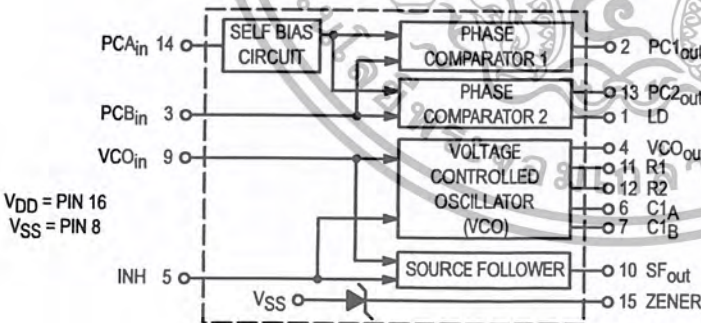 PCAin 14
SELF BIAS
CIRCUIT
PHASE
COMPARATOR 1
2 PC1out
PCBin 3
PHASE
COMPARATOR 2
13 PC2out
1 LD
VCOin 9
VOLTAGE
CONTROLLED
OSCILLATOR
(VCO)
4 VCOout
11 R1
12 R2
6 C1A
7 C1B
VDD = PIN 16
VSS = PIN 8
INH 5
SOURCE FOLLOWER
10 SFout
VSS
15 ZENER